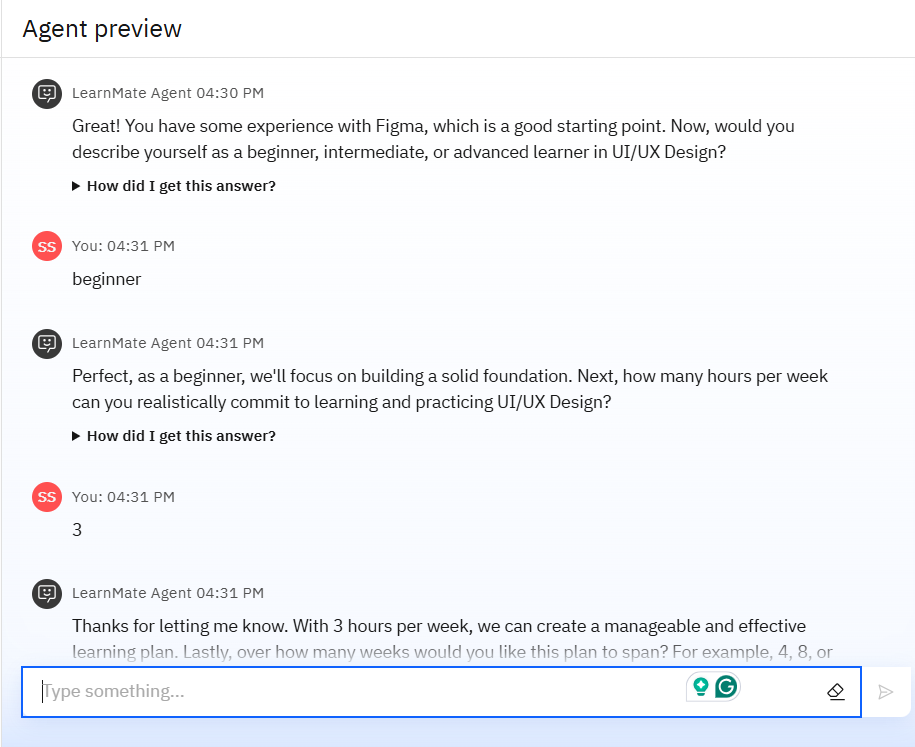 Agent preview
LearnMate Agent 04:30 PM
Great! You have some experience with Figma, which is a good starting point. Now, would you
describe yourself as a beginner, intermediate, or advanced learner in UI/UX Design?
How did I get this answer?
SS You: 04:31 PM
beginner
LearnMate Agent 04:31 PM
Perfect, as a beginner, we'll focus on building a solid foundation. Next, how many hours per week
can you realistically commit to learning and practicing UI/UX Design?
How did I get this answer?
SS You: 04:31 PM
3
LearnMate Agent 04:31 PM
Thanks for letting me know. With 3 hours per week, we can create a manageable and effective
learning plan. Lastly, over how many weeks would you like this plan to span? For example, 4, 8, or
Type something...